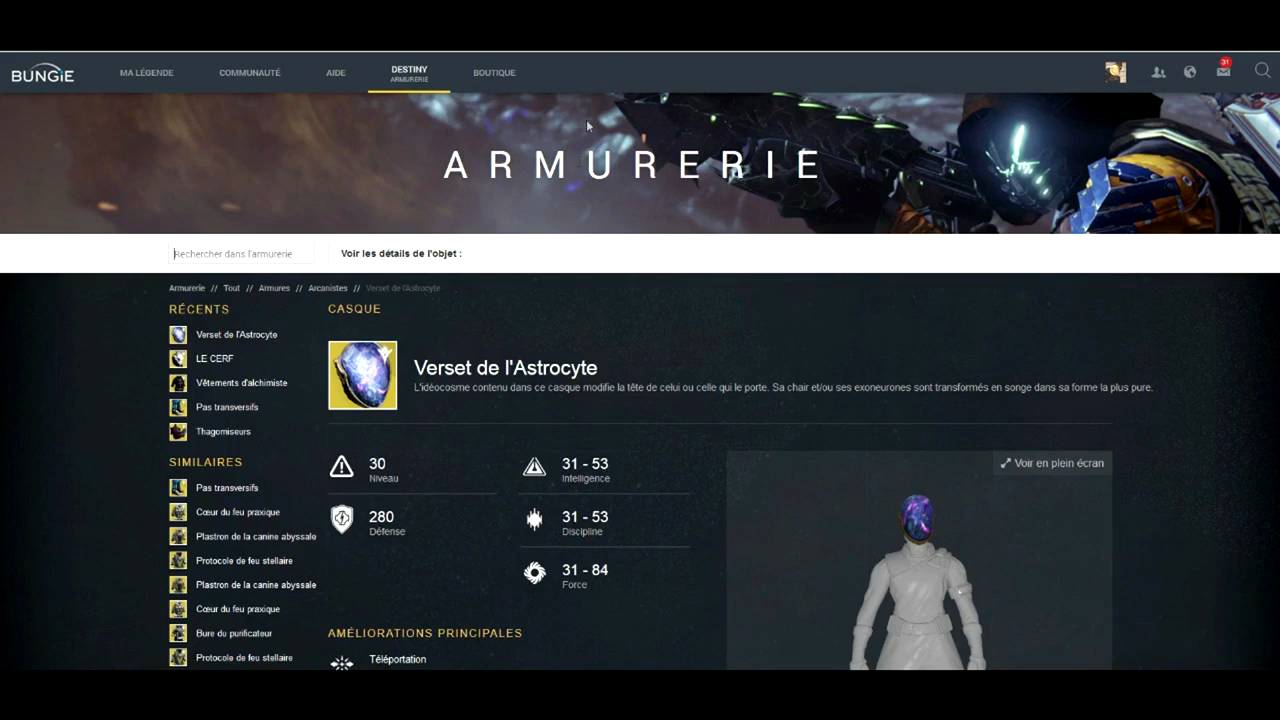 BUNGiE
MA LÉGENDE
COMMUNAUTÉ
AIDE
DESTINY
ARMURERIE
BOUTIQUE
31
ARMURERIE
Rechercher dans l'armurerie
Voir les détails de l'objet :
Armurerie // Tout // Armures // Arcanistes // Verset de l'Astrocyte
RÉCENTS
Verset de l'Astrocyte
LE CERF
Vêtements d'alchimiste
Pas transversifs
Thagomiseurs
SIMILAIRES
Pas transversifs
Cœur du feu praxique
Plastron de la canine abyssale
Protocole de feu stellaire
Plastron de la canine abyssale
Cœur du feu praxique
Bure du purificateur
Protocole de feu stellaire
CASQUE
Verset de l'Astrocyte
L'idéocosme contenu dans ce casque modifie la tête de celui ou celle qui le porte. Sa chair et/ou ses exoneurones sont transformés en songe dans sa forme la plus pure.
30
Niveau
280
Défense
31 - 53
Intelligence
31 - 53
Discipline
31 - 84
Force
Voir en plein écran
AMÉLIORATIONS PRINCIPALES
Téléportation